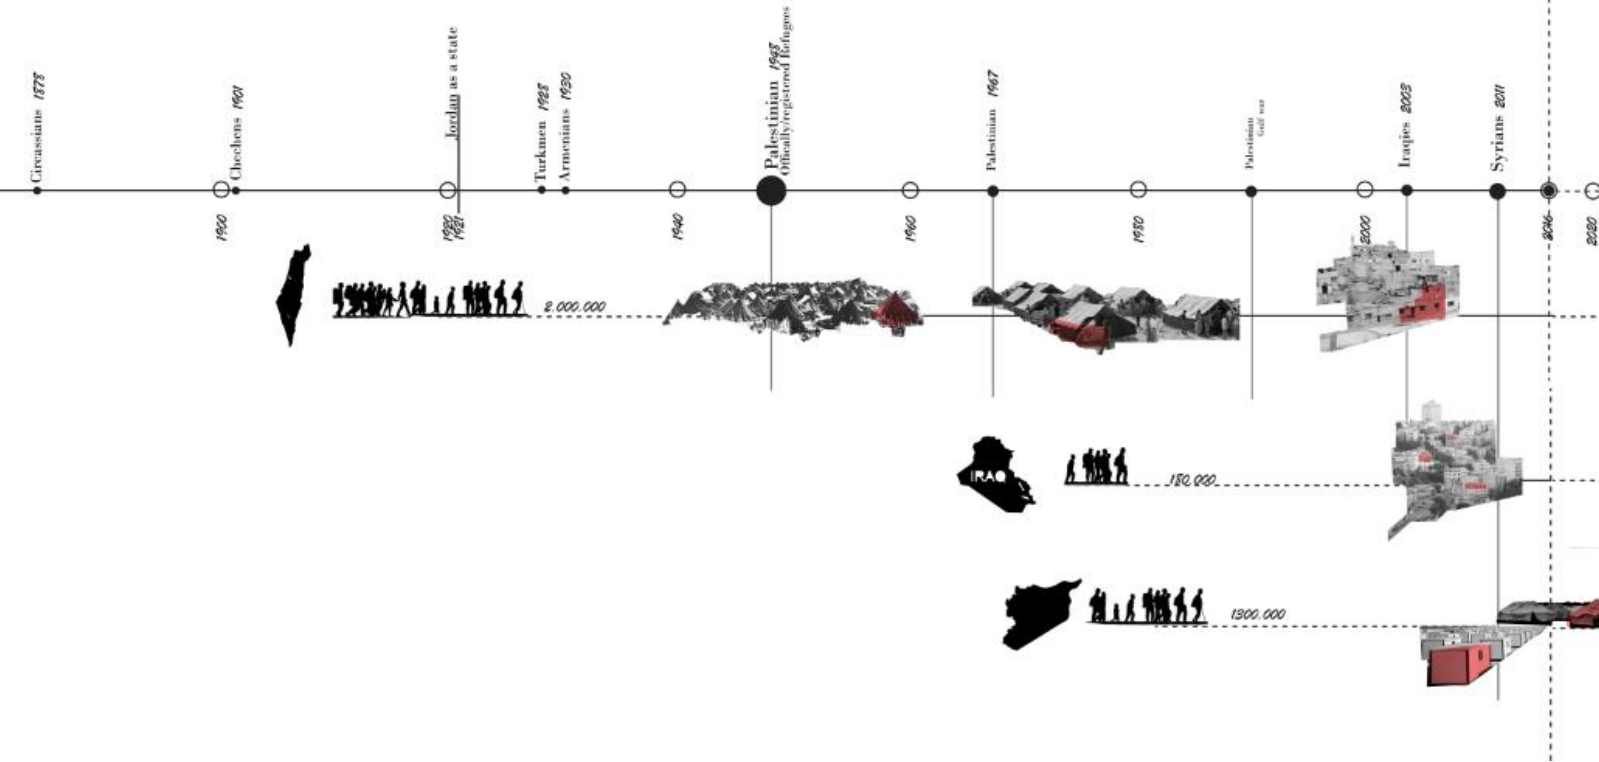 Circassians 1878
Chechens 1901
Jordan as a state
Turkmen 1928
Armenians 1930
Palestinian 1948
Offically/registered Refugees
Palestinian 1967
Palestinian
Gulf war
Iraqies 2003
Syrians 2011
1900
1920
1921
1940
1960
1980
2000
2016
2020
2.000.000
IRAQ
180.000
1300.000